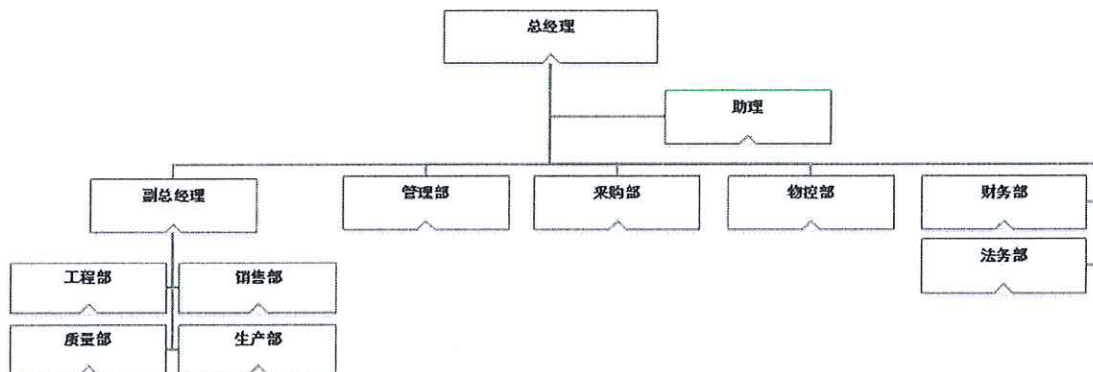 总经理
助理
副总经理
管理部
采购部
物控部
财务部
法务部
工程部
销售部
质量部
生产部